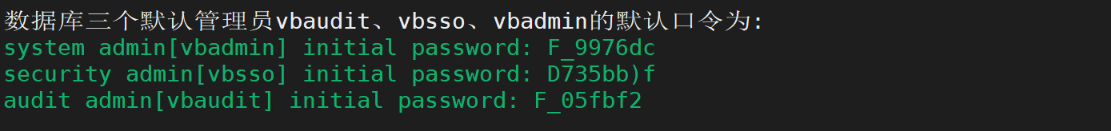 数据库三个默认管理员vbaudit、vbsso、vbadmin的默认口令为:
system admin[vbadmin] initial password: F_9976dc
security admin[vbsso] initial password: D735bb)f
audit admin[vbaudit] initial password: F_05fbf2